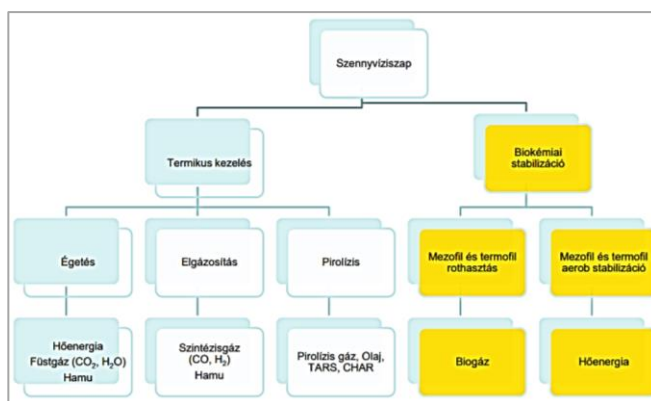 Szennyvíziszap
Termikus kezelés
Biokémiai
stabilizáció
Égetés
Elgázosítás
Pirolízis
Mezofil és termofil
rothasztás
Mezofil és termofil
aerob stabilizáció
Hőenergia
Füstgáz (CO₂, H₂O)
Hamu
Szintézisgáz
(CO, H₂)
Hamu
Pirolízis gáz, Olaj,
TARS, CHAR
Biogáz
Hőenergia